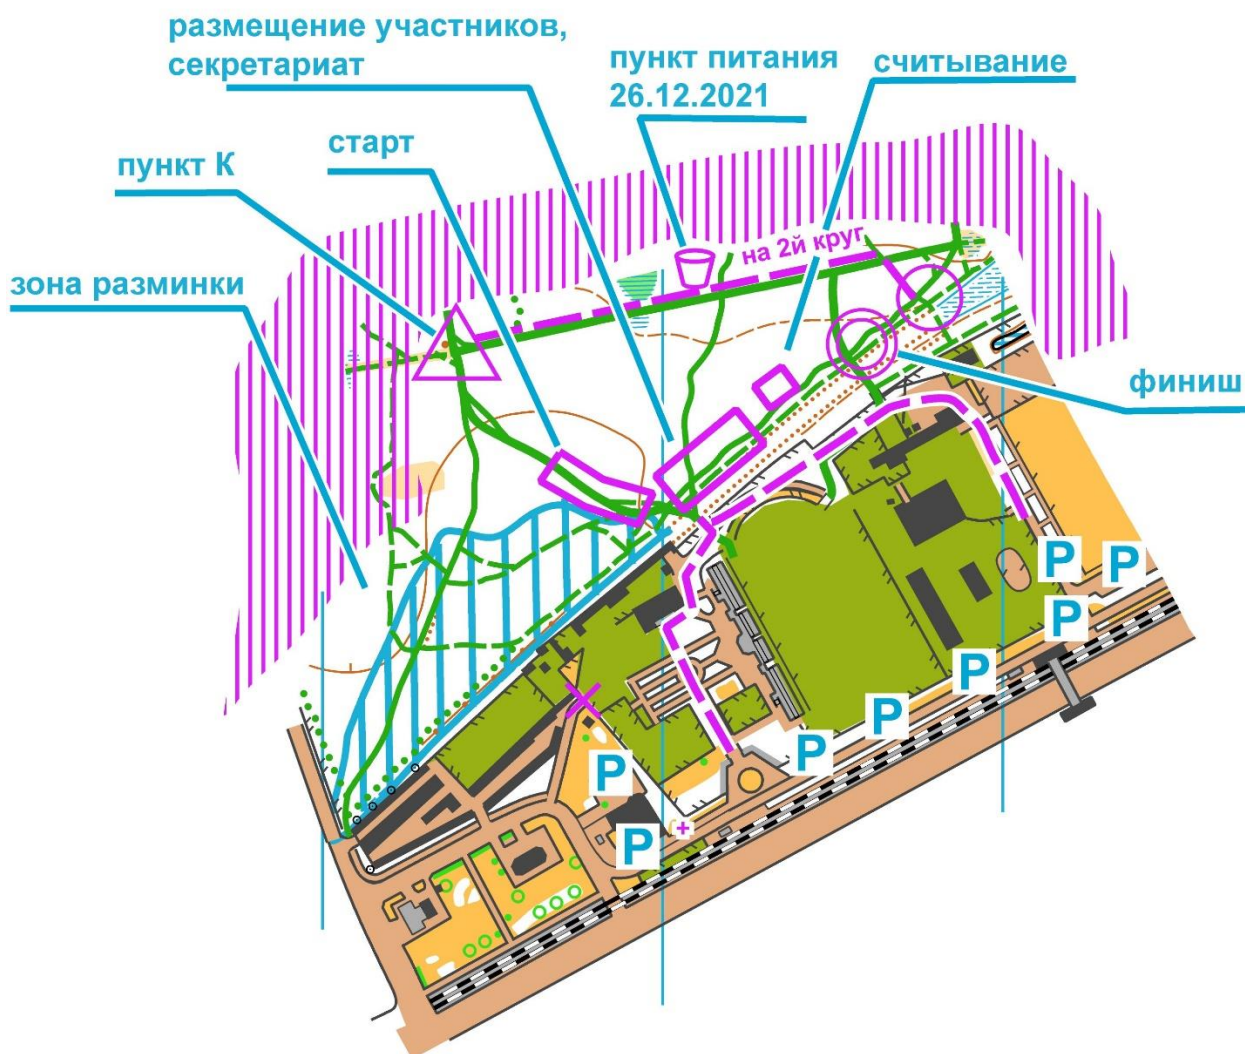 размещение участников,
секретариат
пункт питания
26.12.2021
считывание
старт
пункт К
зона разминки
на 2й круг
финиш
P
P
P
P
P
P
P
P